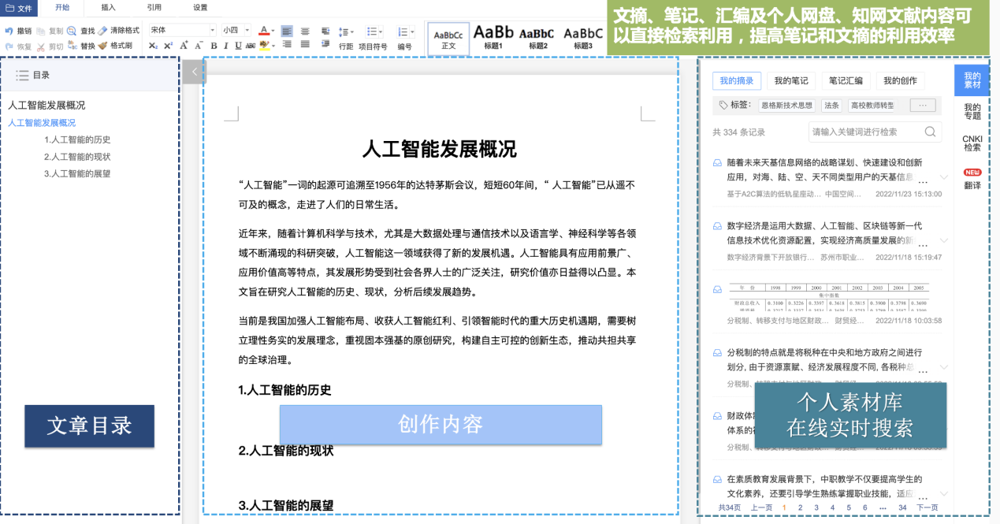 文件 开始 插入 引用 设置
文摘、笔记、汇编及个人网盘、知网文献内容可
以直接检索利用，提高笔记和文摘的利用效率
撤销 复制 查找 清除格式 宋体 小四
恢复 剪切 替换 格式刷
行距 项目符号 编号
AaBbCc AaBb AaBbC AaBbC
正文 标题1 标题2 标题3
目录
人工智能发展概况
人工智能发展概况
1.人工智能的历史
2.人工智能的现状
3.人工智能的展望
文章目录
人工智能发展概况
“人工智能”一词的起源可追溯至1956年的达特茅斯会议，短短60年间，“ 人工智能”已从遥不
可及的概念，走进了人们的日常生活。
近年来，随着计算机科学与技术，尤其是大数据处理与通信技术以及语言学、神经科学等各领
域不断涌现的科研突破，人工智能这一领域获得了新的发展机遇。人工智能具有应用前景广、
应用价值高等特点，其发展形势受到社会各界人士的广泛关注，研究价值亦日益得以凸显。本
文旨在研究人工智能的历史、现状，分析后续发展趋势。
当前是我国加强人工智能布局、收获人工智能红利、引领智能时代的重大历史机遇期，需要树
立理性务实的发展理念，重视固本强基的原创研究，构建自主可控的创新生态，推动共担共享
的全球治理。
1.人工智能的历史
创作内容
2.人工智能的现状
3.人工智能的展望
我的摘录 我的笔记 笔记汇编 我的创作
标签： 恩格斯技术思想 法条 高校教师转型 ...
共 334 条记录 请输入关键词进行检索
随着未来天基信息网络的战略谋划、快速建设和创新
应用，对海、陆、空、天不同类型用户的天基信息 ...
基于A2C算法的低轨星座动... 中国空间... 2022/11/23 15:13:00
数字经济是运用大数据、人工智能、区块链等新一代
信息技术优化资源配置，实现经济高质量发展的新 ...
数字经济背景下开放银行... 苏州市职业... 2022/11/18 15:19:47
年 份 1998 1999 2000 2001 2002 2003 2004 2005
集中指数
财政总收入 0.3100 0.3226 0.3397 0.3618 0.3815 0.3900 0.3798 0.3690
分税制、转移支付与地区财政... 财贸经... 2022/11/18 10:03:58
分税制的特点就是将税种在中央和地方政府之间进行
划分, 由于资源禀赋、经济发展程度不同, 各税种总 ...
分税制、
个人素材库
在线实时搜索
财政体
体系的
分税制、
在素质教育发展背景下，中职教学不仅要提高学生的
文化素养，还要引导学生熟练掌握职业技能，适应 ...
共34页 上一页 1 2 3 4 5 6 ... 34 下一页
我的
素材
我的
专题
CNKI
检索
NEW
翻译